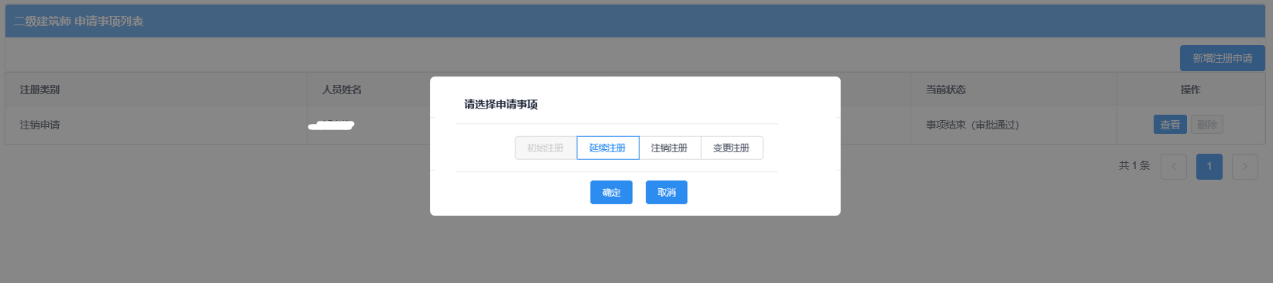 二级建筑师 申请事项列表
新增注册申请
注册类别 人员姓名 当前状态 操作
请选择申请事项
注销申请 事项结束（审批通过） 查看 删除
初始注册 延续注册 注销注册 变更注册
共 1 条 < 1 >
确定 取消